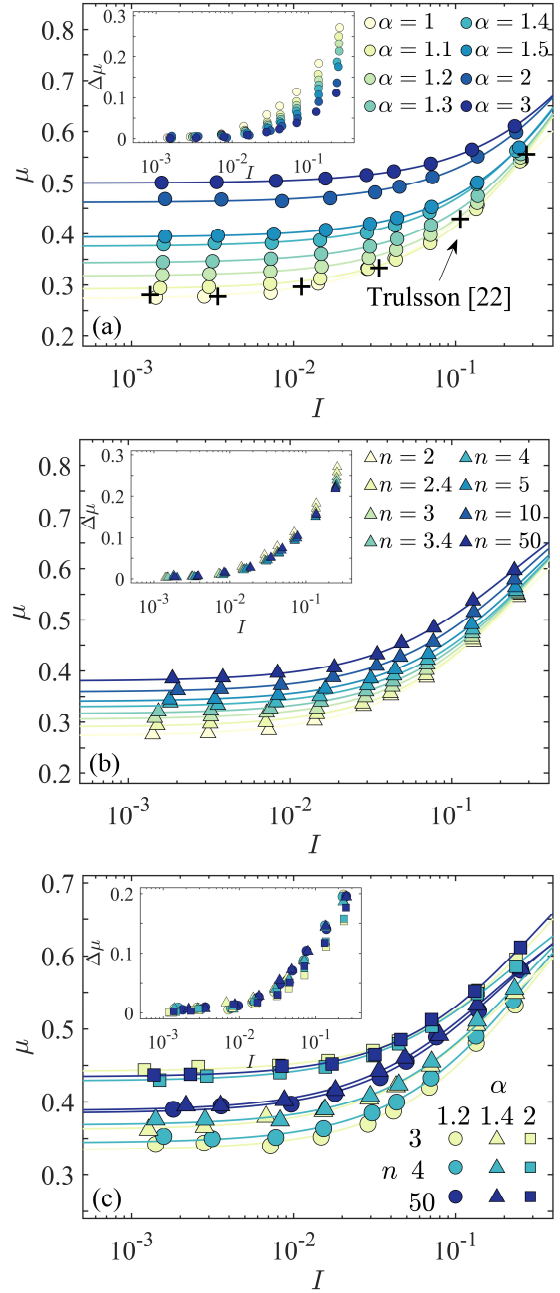 0.8
0.7
0.6
0.5
0.4
0.3
0.2
μ
0.3
0.2
0.1
0
Δμ
10⁻³ 10⁻² 10⁻¹
I
α = 1 α = 1.4
α = 1.1 α = 1.5
α = 1.2 α = 2
α = 1.3 α = 3
Trulsson [22]
(a)
10⁻³ 10⁻² 10⁻¹
I
0.8
0.7
0.6
0.5
0.4
0.3
0.2
μ
0.3
0.2
0.1
0
Δμ
10⁻³ 10⁻² 10⁻¹
I
n = 2 n = 4
n = 2.4 n = 5
n = 3 n = 10
n = 3.4 n = 50
(b)
10⁻³ 10⁻² 10⁻¹
I
0.7
0.6
0.5
0.4
0.3
μ
0.2
0.1
0
Δμ
10⁻³ 10⁻² 10⁻¹
I
α
1.2 1.4 2
3
n 4
50
(c)
10⁻³ 10⁻² 10⁻¹
I